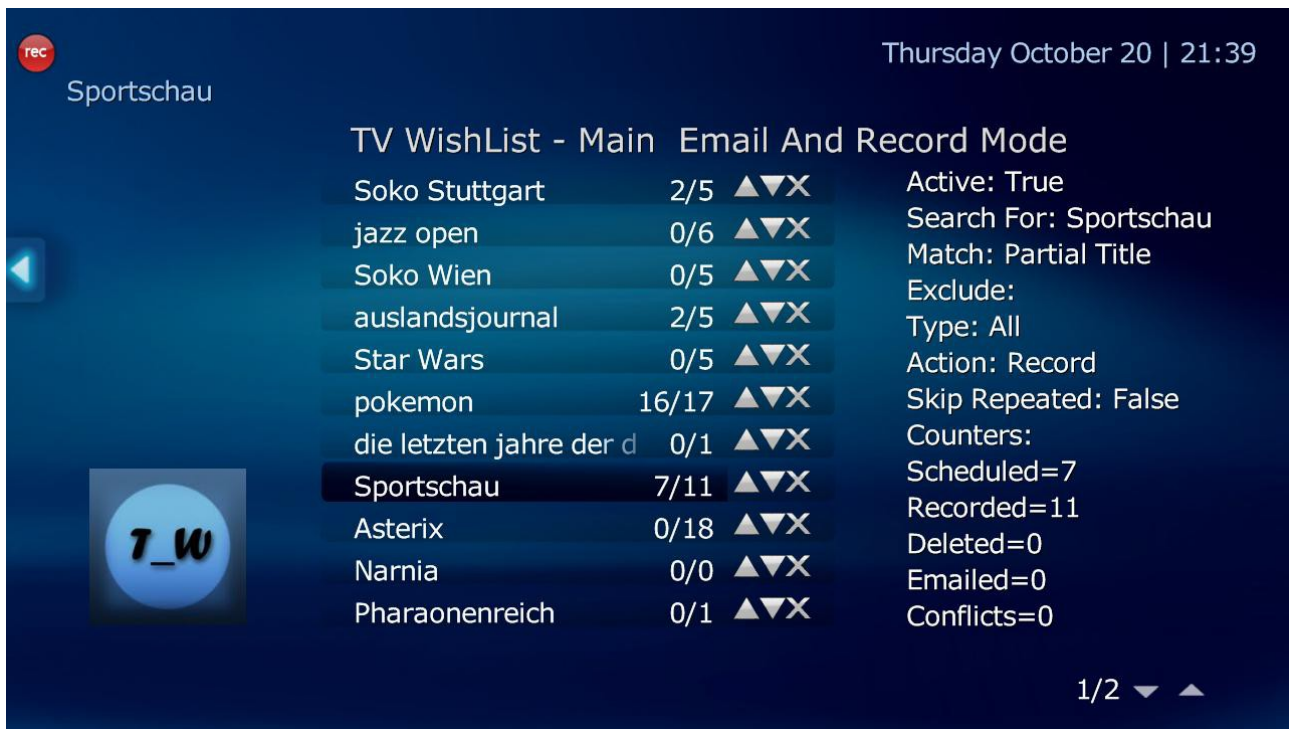 rec
Thursday October 20 | 21:39
Sportschau
TV WishList - Main Email And Record Mode
Soko Stuttgart 2/5
jazz open 0/6
Soko Wien 0/5
auslandsjournal 2/5
Star Wars 0/5
pokemon 16/17
die letzten jahre der d 0/1
Sportschau 7/11
Asterix 0/18
Narnia 0/0
Pharaonenreich 0/1
Active: True
Search For: Sportschau
Match: Partial Title
Exclude:
Type: All
Action: Record
Skip Repeated: False
Counters:
Scheduled=7
Recorded=11
Deleted=0
Emailed=0
Conflicts=0
T_W
1/2